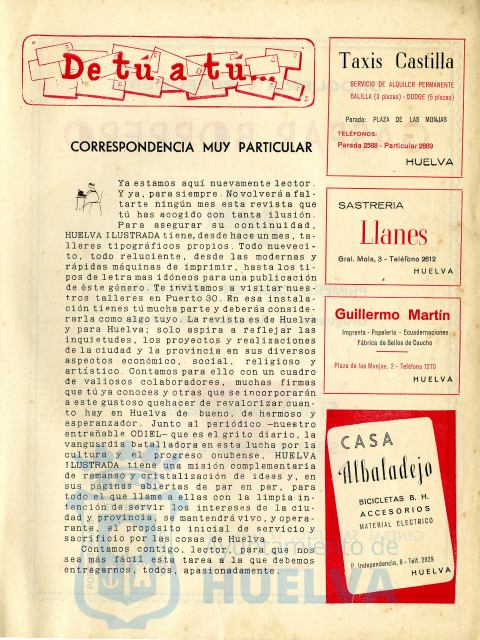 De tú a tú...
CORRESPONDENCIA MUY PARTICULAR
Ya estamos aquí nuevamente lector.
Y ya, para siempre. No volverá a fal-
tarte ningún mes esta revista que
tú has acogido con tanta ilusión.
Para asegurar su continuidad,
HUELVA ILUSTRADA tiene, desde hace un mes, ta-
lleres tipográficos propios. Todo nueveci-
to, todo reluciente, desde las modernas y
rápidas máquinas de imprimir, hasta los ti-
pos de letra mas idóneos para una publicación
de éste género. Te invitamos a visitar nues-
tros talleres en Puerto 30. En esa instala-
ción tienes tú mucha parte y deberás conside-
rarla como algo tuyo. La revista es de Huelva
y para Huelva; solo aspira a reflejar las
inquietudes, los proyectos y realizaciones
de la ciudad y la provincia en sus diversos
aspectos económico, social, religioso y
artístico. Contamos para ello con un cuadro
de valiosos colaboradores, muchas firmas
que tú ya conoces y otras que se incorporarán
a este gustoso quehacer de revalorizar cuan-
to hay en Huelva de bueno, de hermoso y
esperanzador. Junto al periódico —nuestro
entrañable ODIEL— que es el grito diario, la
vanguardia batalladora en esta lucha por la
cultura y el progreso onubense, HUELVA
ILUSTRADA tiene una misión complementaria
de remanso y cristalización de ideas y, en
sus páginas abiertas de par en par, para
todo el que llame a ellas con la limpia in-
tención de servir los intereses de la ciu-
dad y provincia, se mantendrá vivo, y opera-
rante, el propósito inicial de servicio y
sacrificio por las cosas de Huelva.
Contamos contigo, lector, para que nos
sea más fácil esta tarea a la que debemos
entregarnos, todos, apasionadamente.
Taxis Castilla
SERVICIO DE ALQUILER PERMANENTE
BALILLA (3 plazas) - DODGE (6 plazas)
Parada: PLAZA DE LAS MONJAS
TELÉFONOS:
Parada 2588 - Particular 2889
HUELVA
SASTRERIA
Llanes
Gral. Mola, 3 - Teléfono 2612
HUELVA
Guillermo Martín
Imprenta - Papelería - Ecuadernaciones
Fábrica de Sellos de Caucho
Plaza de las Monjas, 2 - Teléfono 1270
HUELVA
CASA
Albaladejo
BICICLETAS B. H.
ACCESORIOS
MATERIAL ELECTRICO
P. Independencia, 8 - Telf. 2926
HUELVA
Ayuntamiento de
HUELVA